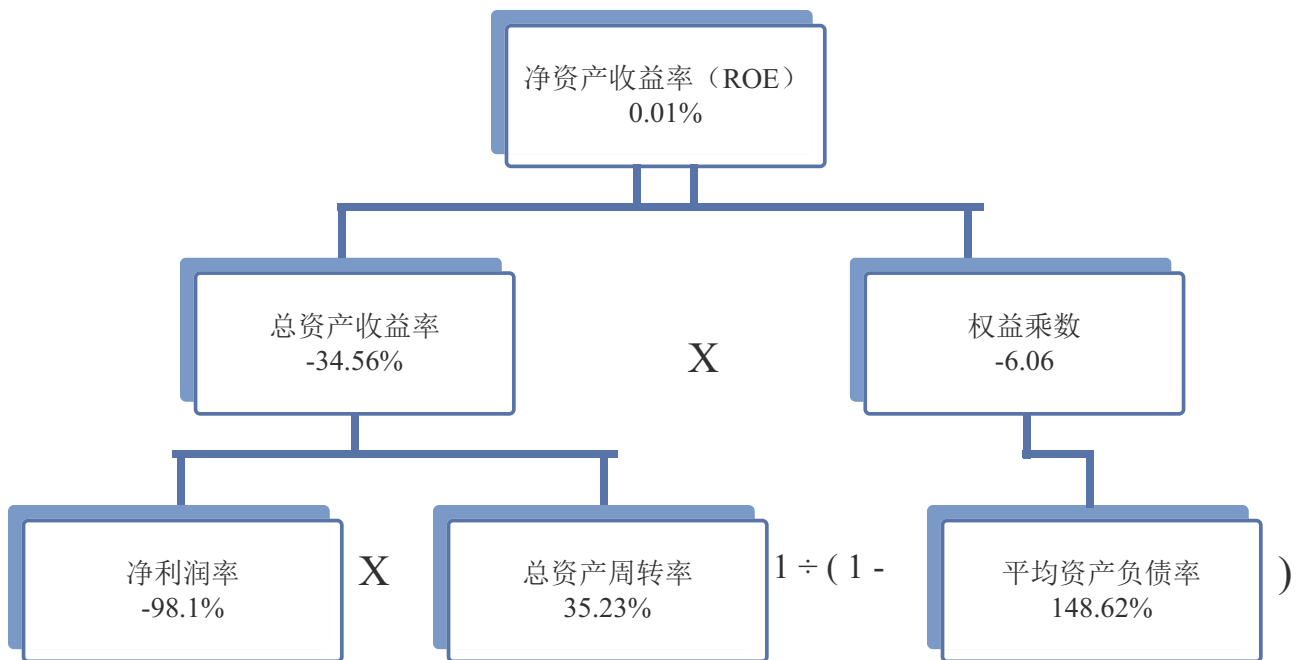 净资产收益率（ROE）
0.01%
总资产收益率
-34.56%
X
权益乘数
-6.06
净利润率
-98.1%
X
总资产周转率
35.23%
1 ÷ ( 1 -
平均资产负债率
148.62%
)